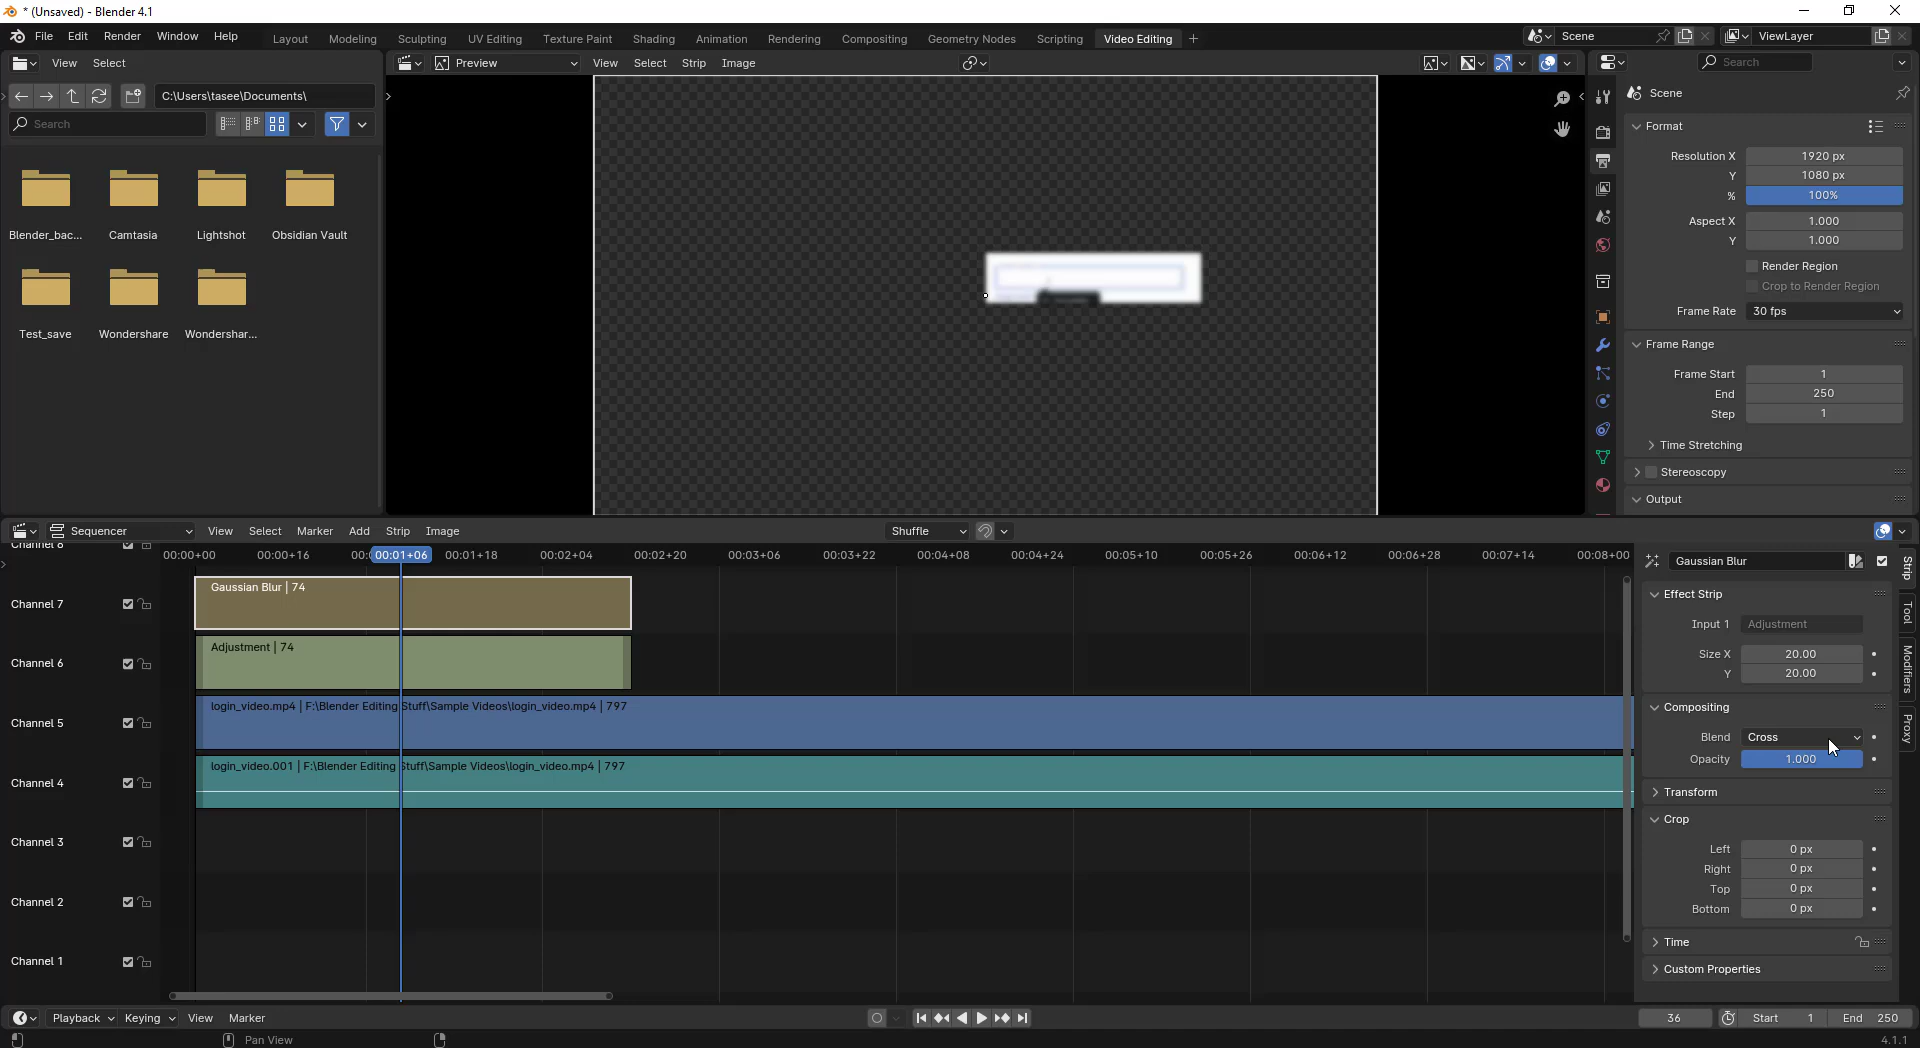 * (Unsaved) - Blender 4.1
File Edit Render Window Help Layout Modeling Sculpting UV Editing Texture Paint Shading Animation Rendering Compositing Geometry Nodes Scripting Video Editing + Scene ViewLayer
View Select Preview View Select Strip Image Search
C:\Users\tasee\Documents\ Scene
Search
Format
Resolution X 1920 px
Y 1080 px
% 100%
Aspect X 1.000
Y 1.000
Render Region
Crop to Render Region
Frame Rate 30 fps
Blender_bac... Camtasia Lightshot Obsidian Vault
Test_save Wondershare Wondershar...
Frame Range
Frame Start 1
End 250
Step 1
Time Stretching
Stereoscopy
Output
Sequencer View Select Marker Add Strip Image Shuffle
Channel 8 00:00+00 00:00+16 00:01+06 00:01+18 00:02+04 00:02+20 00:03+06 00:03+22 00:04+08 00:04+24 00:05+10 00:05+26 00:06+12 00:06+28 00:07+14 00:08+00
Gaussian Blur
Channel 7 Gaussian Blur | 74
Channel 6 Adjustment | 74
Channel 5 login_video.mp4 | F:\Blender Editing Stuff\Sample Videos\login_video.mp4 | 797
Channel 4 login_video.001 | F:\Blender Editing Stuff\Sample Videos\login_video.mp4 | 797
Channel 3
Channel 2
Channel 1
Effect Strip
Input 1 Adjustment
Size X 20.00
Y 20.00
Compositing
Blend Cross
Opacity 1.000
Transform
Crop
Left 0 px
Right 0 px
Top 0 px
Bottom 0 px
Time
Custom Properties
Strip
Tool
Modifiers
Proxy
Playback Keying View Marker 36 Start 1 End 250
Pan View 4.1.1